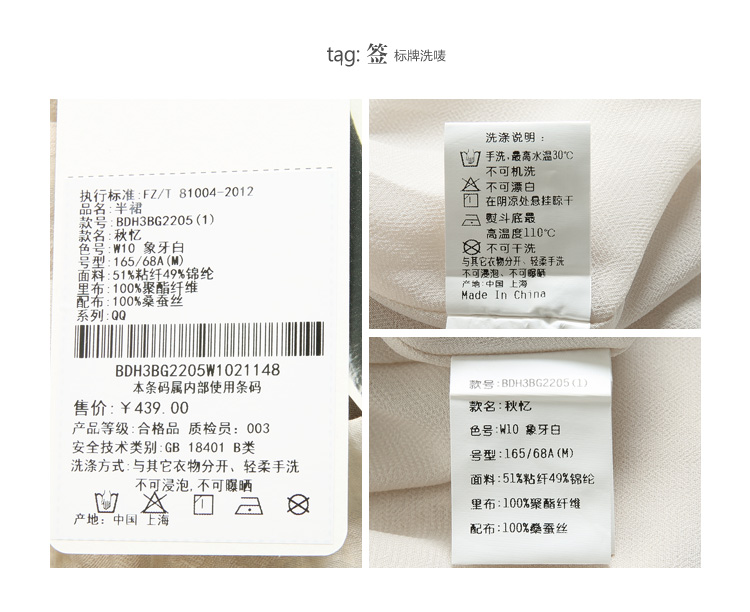 tag: 签 标牌洗唛
执行标准:FZ/T 81004-2012
品名:半裙
款号:BDH3BG2205(1)
款名:秋忆
色号:W10 象牙白
号型:165/68A(M)
面料:51%粘纤49%锦纶
里布:100%聚酯纤维
配布:100%桑蚕丝
系列:QQ
BDH3BG2205W1021148
本条码属内部使用条码
售价:￥439.00
产品等级:合格品 质检员: 003
安全技术类别:GB 18401 B类
洗涤方式:与其它衣物分开、轻柔手洗
不可浸泡,不可曝晒
产地: 中国 上海
洗涤说明:
手洗,最高水温30℃
不可机洗
不可漂白
在阴凉处悬挂晾干
熨斗底最
高温度110℃
不可干洗
与其它衣物分开、轻柔手洗
不可浸泡、不可曝晒
产地:中国 上海
Made in China
款号:BDH3BG2205(1)
款名:秋忆
色号:W10 象牙白
号型:165/68A(M)
面料:51%粘纤49%锦纶
里布:100%聚酯纤维
配布:100%桑蚕丝